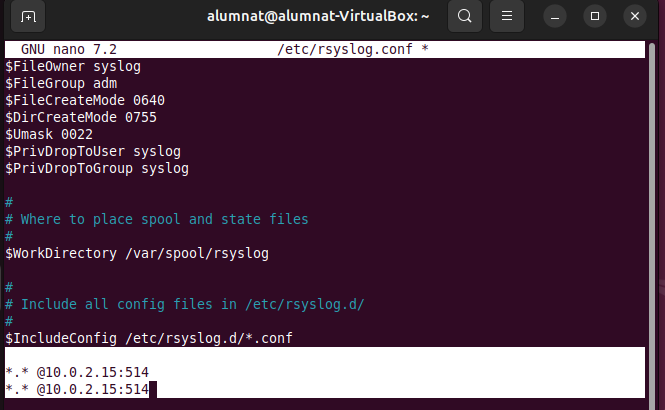 alumnat@alumnat-VirtualBox: ~
GNU nano 7.2 /etc/rsyslog.conf *
$FileOwner syslog
$FileGroup adm
$FileCreateMode 0640
$DirCreateMode 0755
$Umask 0022
$PrivDropToUser syslog
$PrivDropToGroup syslog
#
# Where to place spool and state files
#
$WorkDirectory /var/spool/rsyslog
#
# Include all config files in /etc/rsyslog.d/
#
$IncludeConfig /etc/rsyslog.d/*.conf
*.* @10.0.2.15:514
*.* @10.0.2.15:514